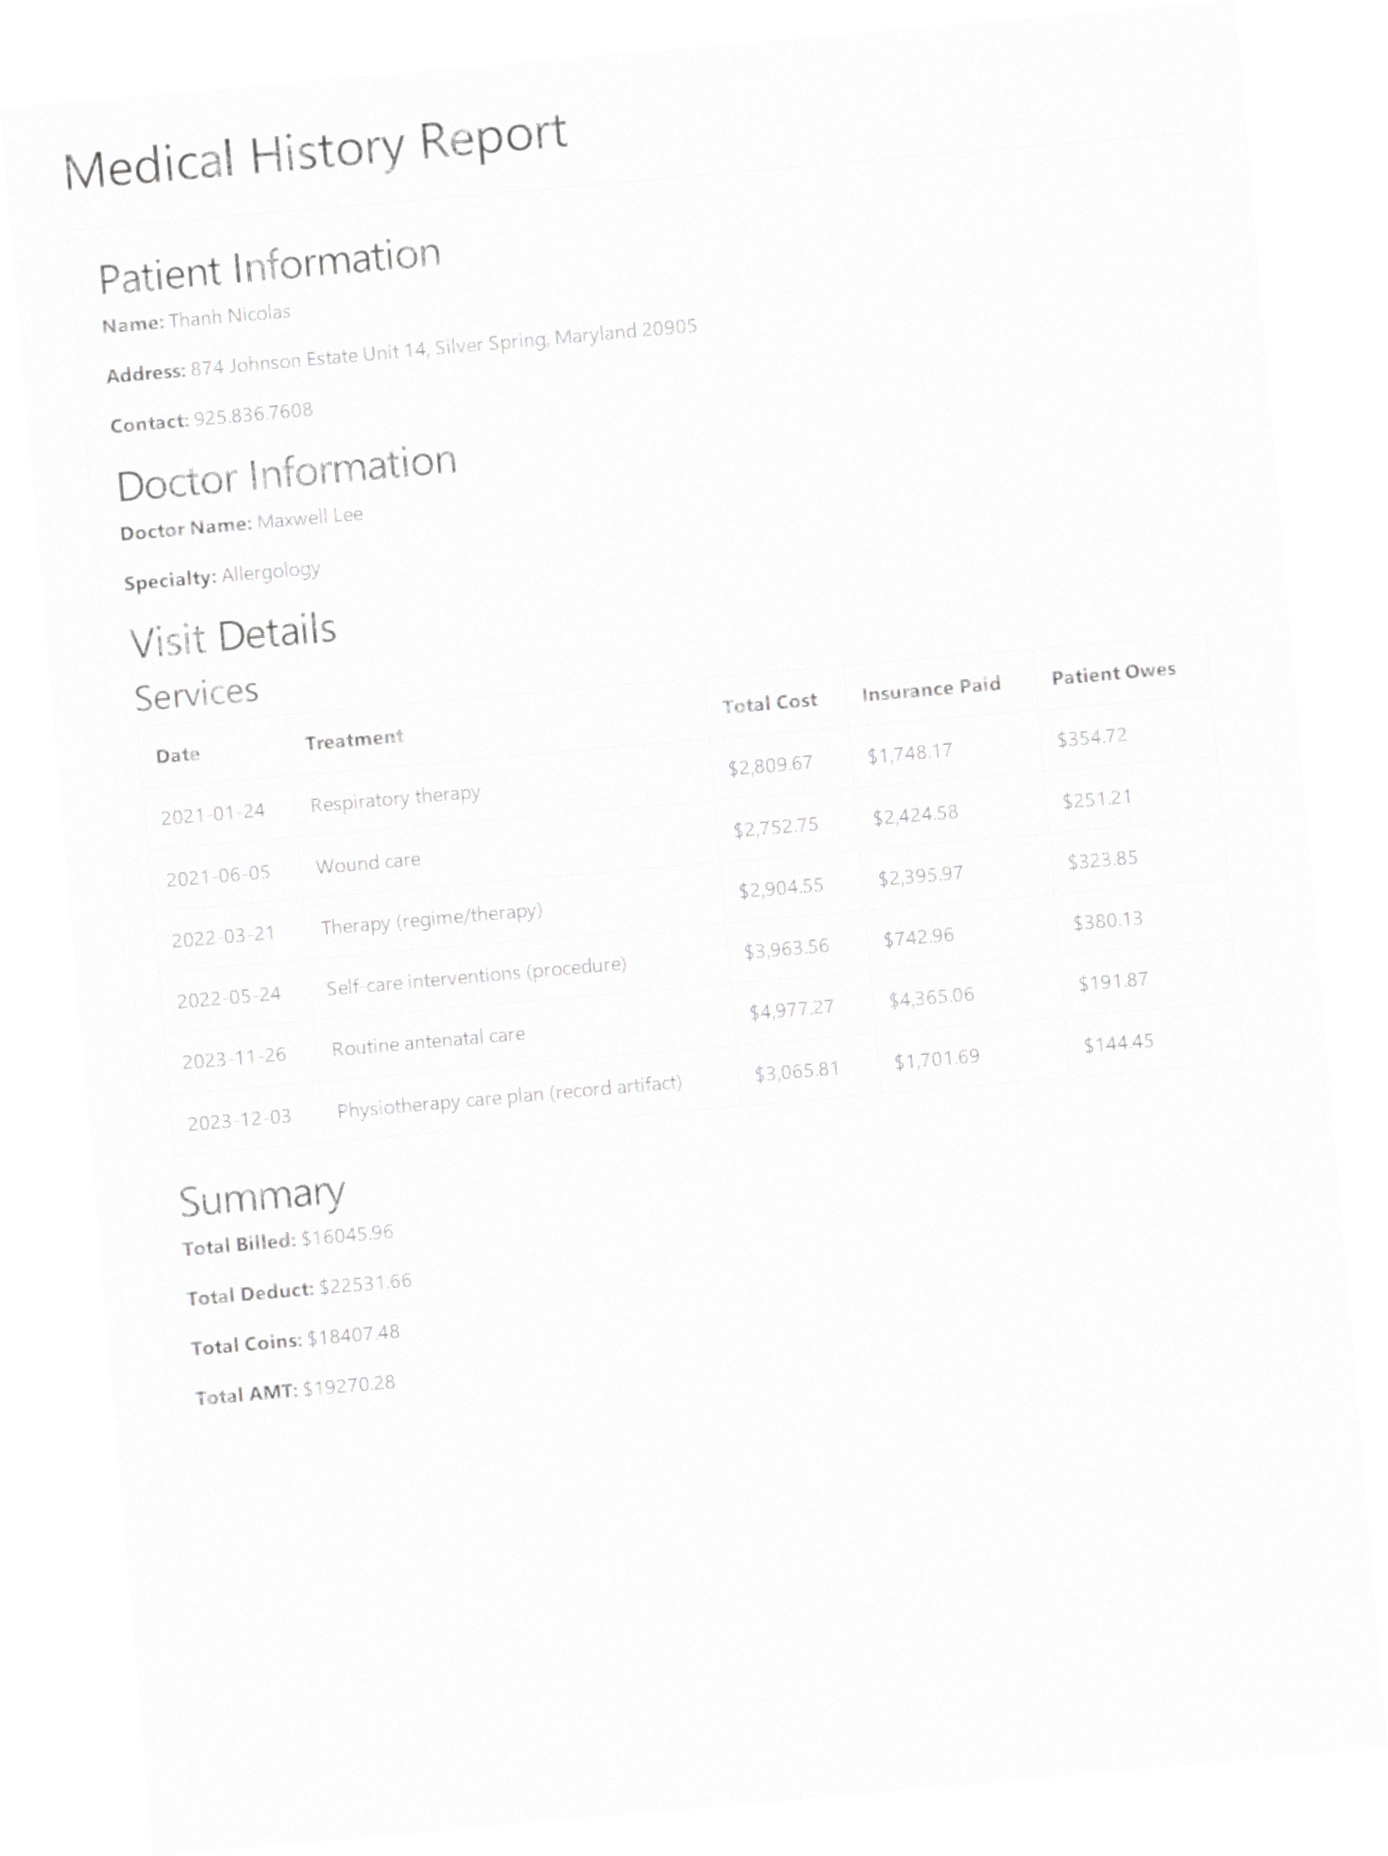 Medical History Report
Patient Information
Name: Thanh Nicolas
Address: 874 Johnson Estate Unit 14, Silver Spring, Maryland 20905
Contact: 925.836.7608
Doctor Information
Doctor Name: Maxwell Lee
Specialty: Allergology
Visit Details
Services
Date Treatment Total Cost Insurance Paid Patient Owes
2021-01-24 Respiratory therapy $2,809.67 $1,748.17 $354.72
2021-06-05 Wound care $2,752.75 $2,424.58 $251.21
2022-03-21 Therapy (regime/therapy) $2,904.55 $2,395.97 $323.85
2022-05-24 Self-care interventions (procedure) $3,963.56 $742.96 $380.13
2023-11-26 Routine antenatal care $4,977.27 $4,365.06 $191.87
2023-12-03 Physiotherapy care plan (record artifact) $3,065.81 $1,701.69 $144.45
Summary
Total Billed: $16045.96
Total Deduct: $22531.66
Total Coins: $18407.48
Total AMT: $19270.28